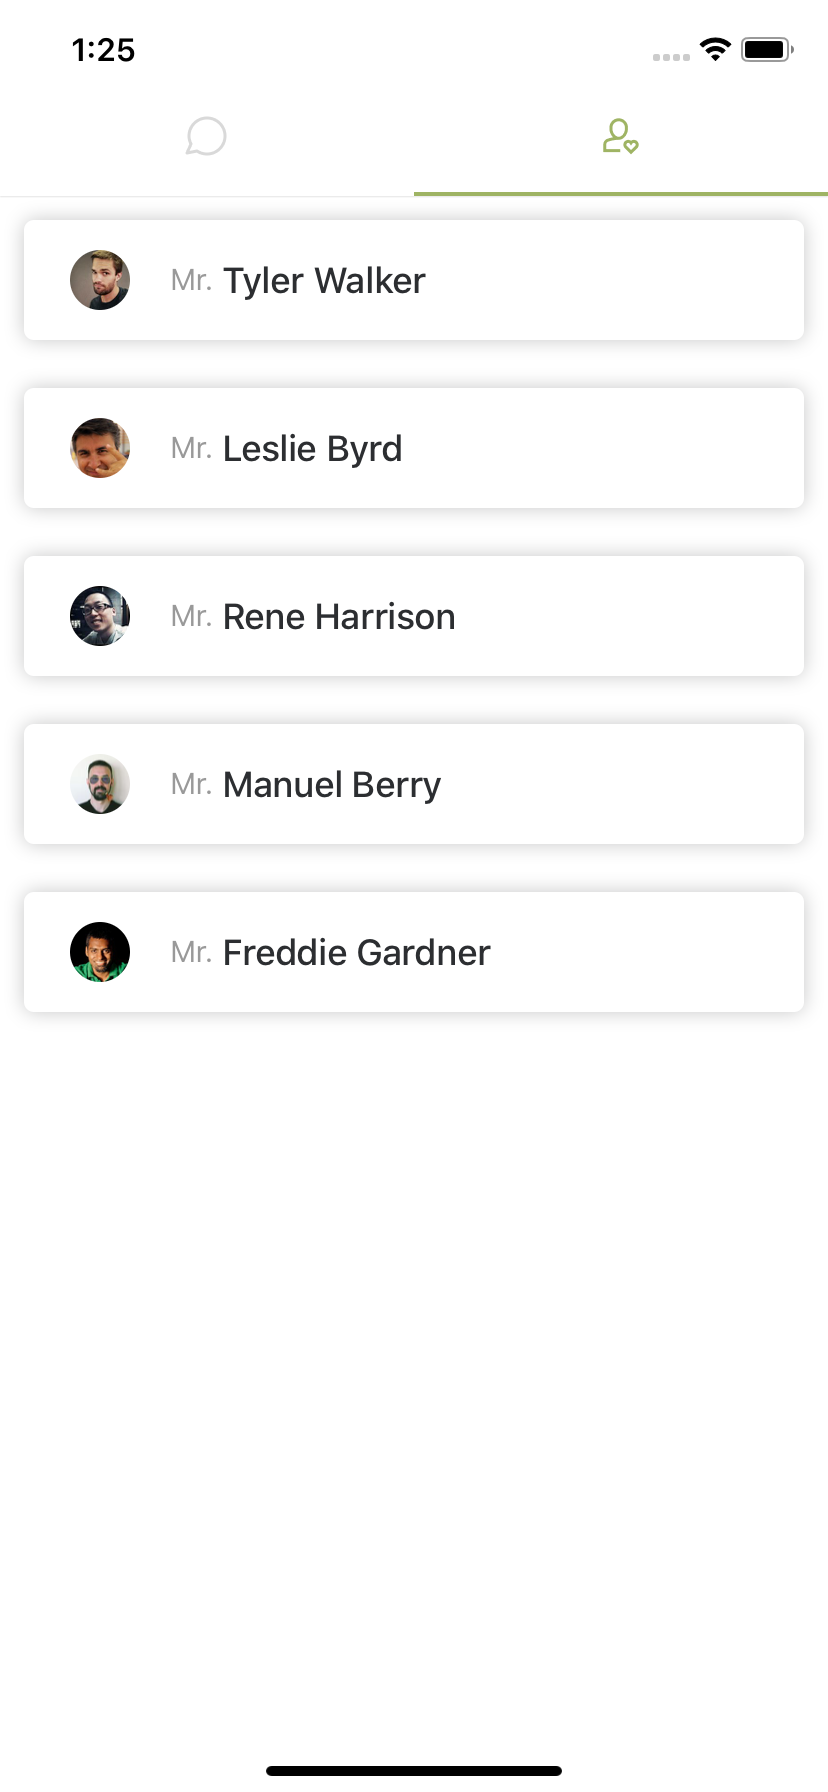 1:25
Mr. Tyler Walker
Mr. Leslie Byrd
Mr. Rene Harrison
Mr. Manuel Berry
Mr. Freddie Gardner